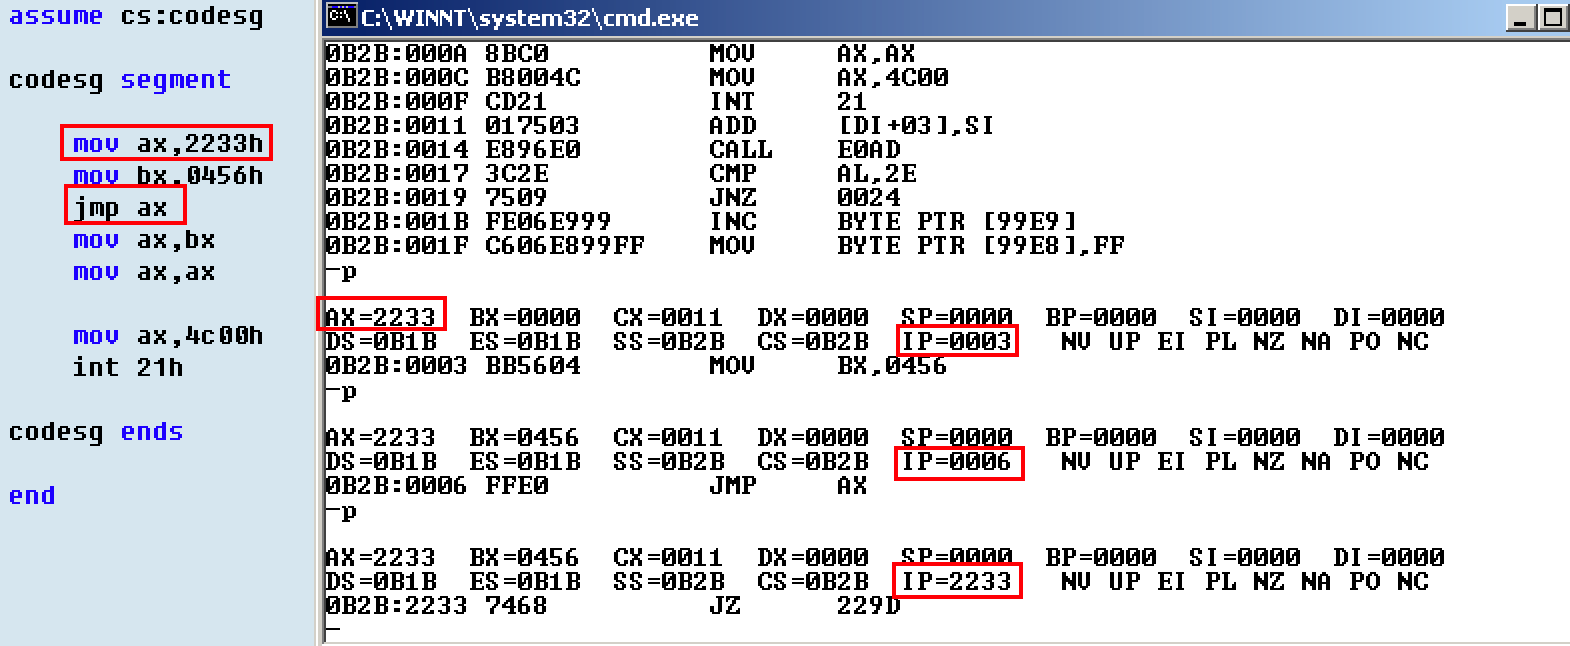 assume cs:codesg
codesg segment
mov ax,2233h
mov bx,0456h
jmp ax
mov ax,bx
mov ax,ax
mov ax,4c00h
int 21h
codesg ends
end
C:\WINNT\system32\cmd.exe
0B2B:000A 8BC0 MOV AX,AX
0B2B:000C B8004C MOV AX,4C00
0B2B:000F CD21 INT 21
0B2B:0011 017503 ADD [DI+03],SI
0B2B:0014 E896E0 CALL E0AD
0B2B:0017 3C2E CMP AL,2E
0B2B:0019 7509 JNZ 0024
0B2B:001B FE06E999 INC BYTE PTR [99E9]
0B2B:001F C606E899FF MOV BYTE PTR [99E8],FF
-p
AX=2233 BX=0000 CX=0011 DX=0000 SP=0000 BP=0000 SI=0000 DI=0000
DS=0B1B ES=0B1B SS=0B2B CS=0B2B IP=0003 NV UP EI PL NZ NA PO NC
0B2B:0003 BB5604 MOV BX,0456
-p
AX=2233 BX=0456 CX=0011 DX=0000 SP=0000 BP=0000 SI=0000 DI=0000
DS=0B1B ES=0B1B SS=0B2B CS=0B2B IP=0006 NV UP EI PL NZ NA PO NC
0B2B:0006 FFE0 JMP AX
-p
AX=2233 BX=0456 CX=0011 DX=0000 SP=0000 BP=0000 SI=0000 DI=0000
DS=0B1B ES=0B1B SS=0B2B CS=0B2B IP=2233 NV UP EI PL NZ NA PO NC
0B2B:2233 7468 JZ 229D
-